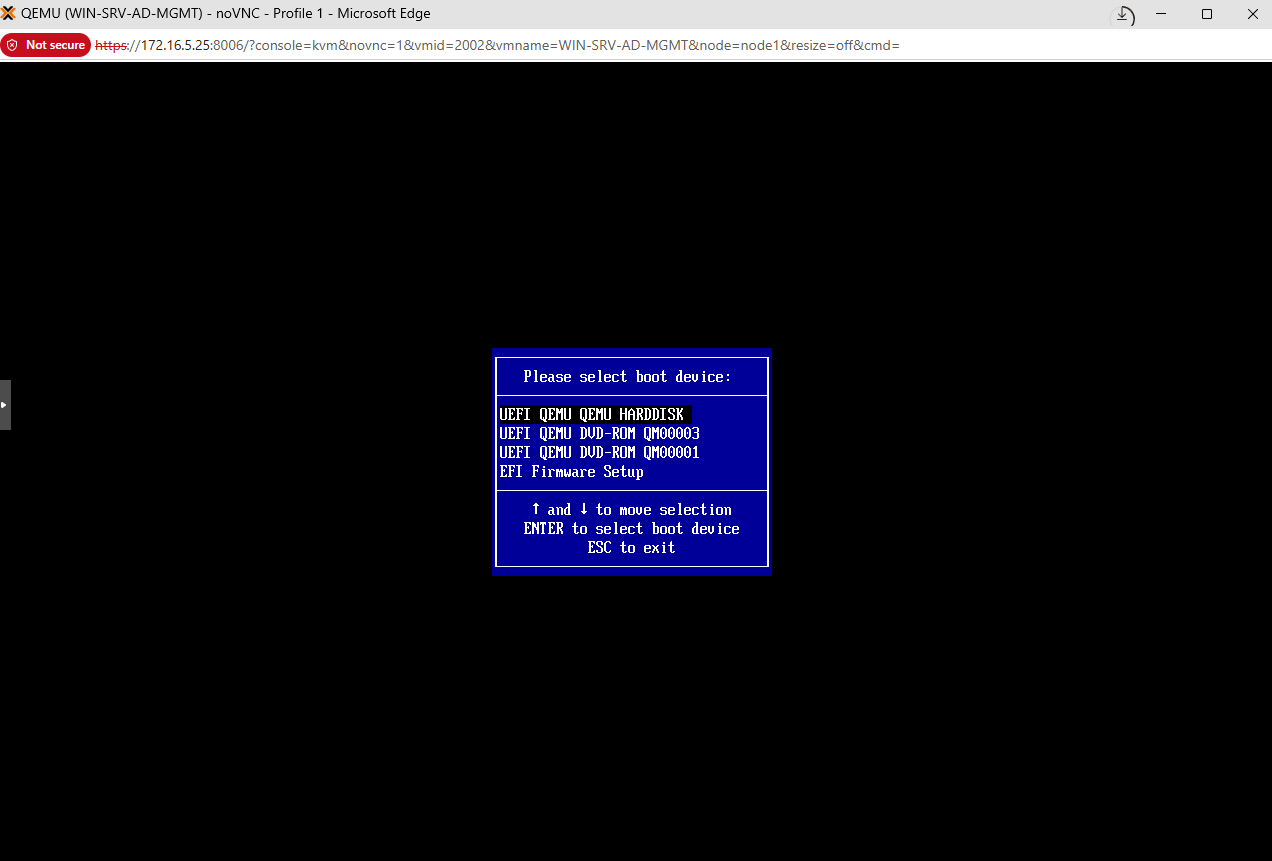 QEMU (WIN-SRV-AD-MGMT) - noVNC - Profile 1 - Microsoft Edge
Not secure https://172.16.5.25:8006/?console=kvm&novnc=1&vmid=2002&vmname=WIN-SRV-AD-MGMT&node=node1&resize=off&cmd=
Please select boot device:
UEFI QEMU QEMU HARDDISK
UEFI QEMU DVD-ROM QM00003
UEFI QEMU DVD-ROM QM00001
EFI Firmware Setup
↑ and ↓ to move selection
ENTER to select boot device
ESC to exit